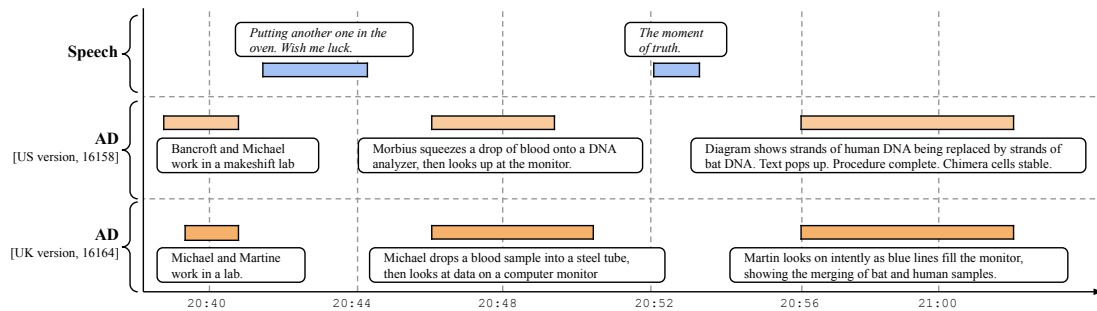 Speech
Putting another one in the
oven. Wish me luck.
The moment
of truth.
AD
[US version, 16158]
Bancroft and Michael
work in a makeshift lab
Morbius squeezes a drop of blood onto a DNA
analyzer, then looks up at the monitor.
Diagram shows strands of human DNA being replaced by strands of
bat DNA. Text pops up. Procedure complete. Chimera cells stable.
AD
[UK version, 16164]
Michael and Martine
work in a lab.
Michael drops a blood sample into a steel tube,
then looks at data on a computer monitor
Martin looks on intently as blue lines fill the monitor,
showing the merging of bat and human samples.
20:40 20:44 20:48 20:52 20:56 21:00